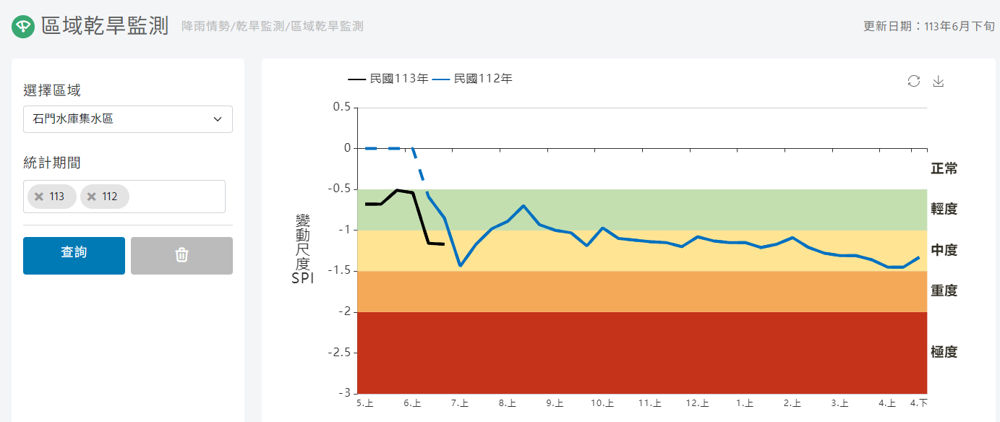 區域乾旱監測 降雨情勢/乾旱監測/區域乾旱監測 更新日期：113年6月下旬
選擇區域
石門水庫集水區
統計期間
113 112
查詢
民國113年 民國112年
變動尺度
SPI
0.5
0
-0.5
-1
-1.5
-2
-2.5
-3
正常
輕度
中度
重度
極度
5.上 6.上 7.上 8.上 9.上 10.上 11.上 12.上 1.上 2.上 3.上 4.上 4.下